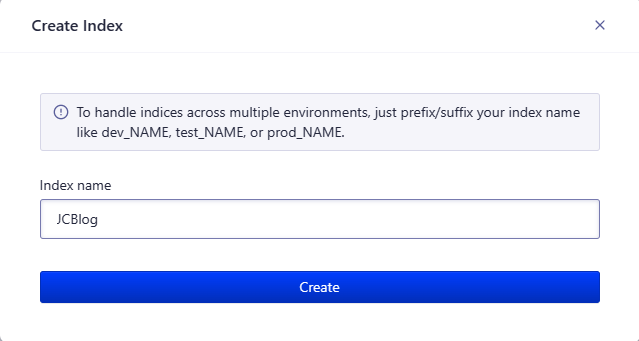 Create Index
To handle indices across multiple environments, just prefix/suffix your index name
like dev_NAME, test_NAME, or prod_NAME.
Index name
JCBlog
Create